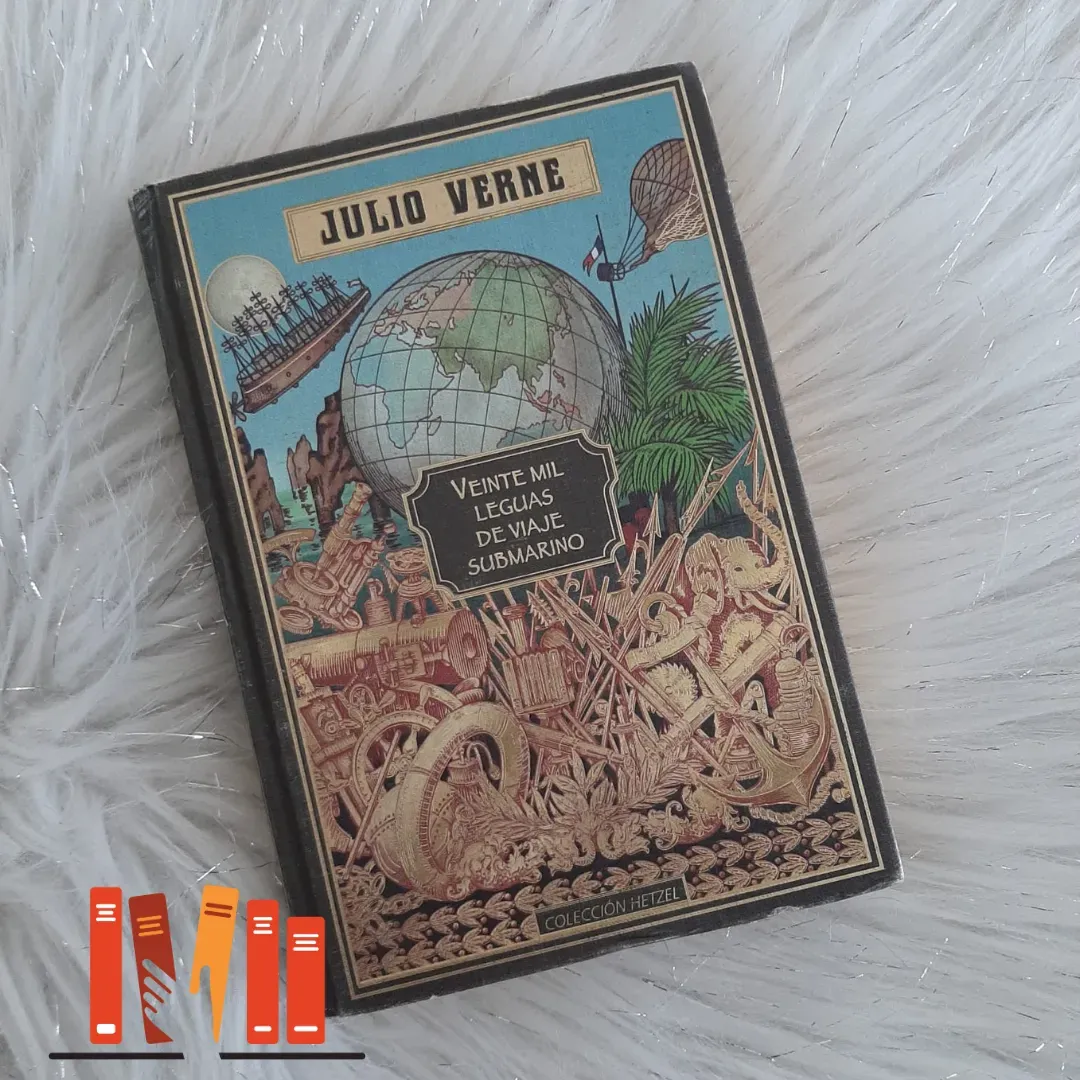 JULIO VERNE
VEINTE MIL
LEGUAS
DE VIAJE
SUBMARINO
COLECCIÓN HETZEL